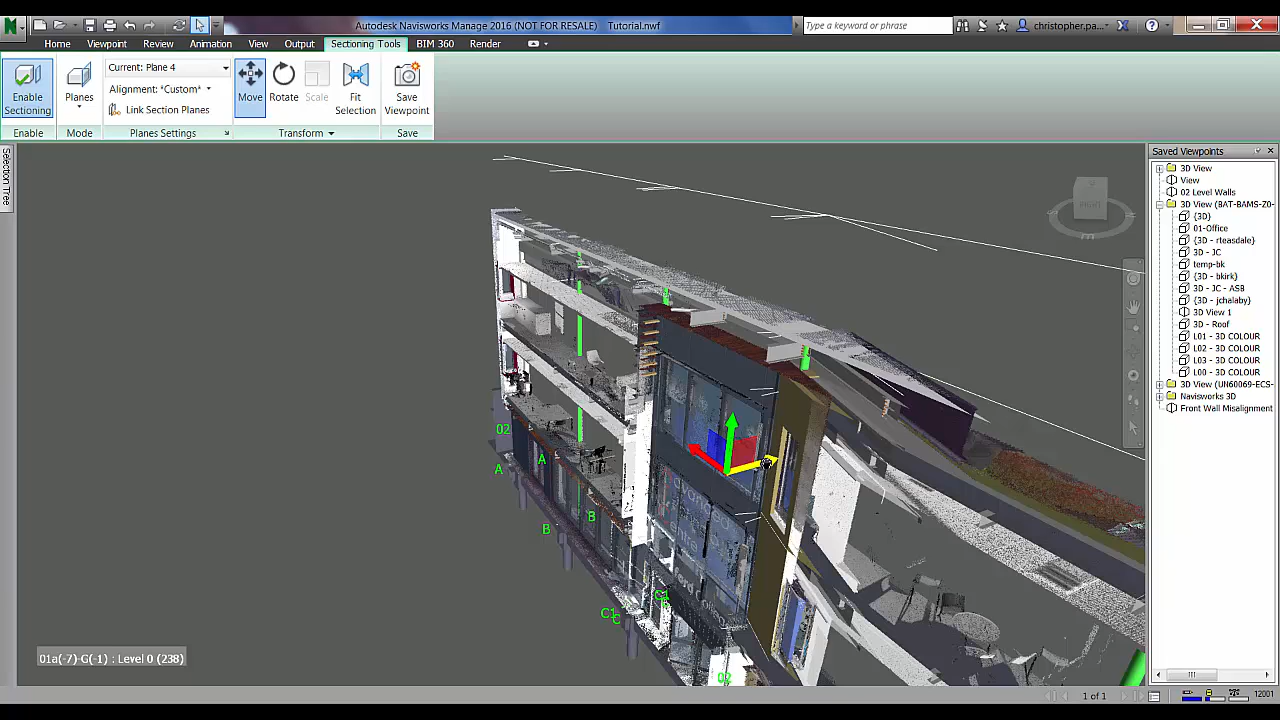 Autodesk Navisworks Manage 2016 (NOT FOR RESALE) Tutorial.nwf
Type a keyword or phrase
christopher.pa...
Home Viewpoint Review Animation View Output Sectioning Tools BIM 360 Render
Enable Sectioning
Planes
Current: Plane 4
Alignment: *Custom*
Link Section Planes
Move
Rotate
Scale
Fit Selection
Save Viewpoint
Enable Mode Planes Settings Transform Save
Selection Tree
Saved Viewpoints
3D View
View
02 Level Walls
3D View (BAT-BAMS-Z0-
{3D}
01-Office
{3D - rteasdale}
3D - JC
temp-bk
{3D - bkirk}
3D - JC - ASB
{3D - jchalaby}
3D View 1
3D - Roof
L01 - 3D COLOUR
L02 - 3D COLOUR
L03 - 3D COLOUR
L00 - 3D COLOUR
3D View (UN60069-ECS-
Navisworks 3D
Front Wall Misalignment
RIGHT
02
A
A
B
B
C1
C
C1
C
02
01a(-7)-G(-1) : Level 0 (238)
1 of 1
12001